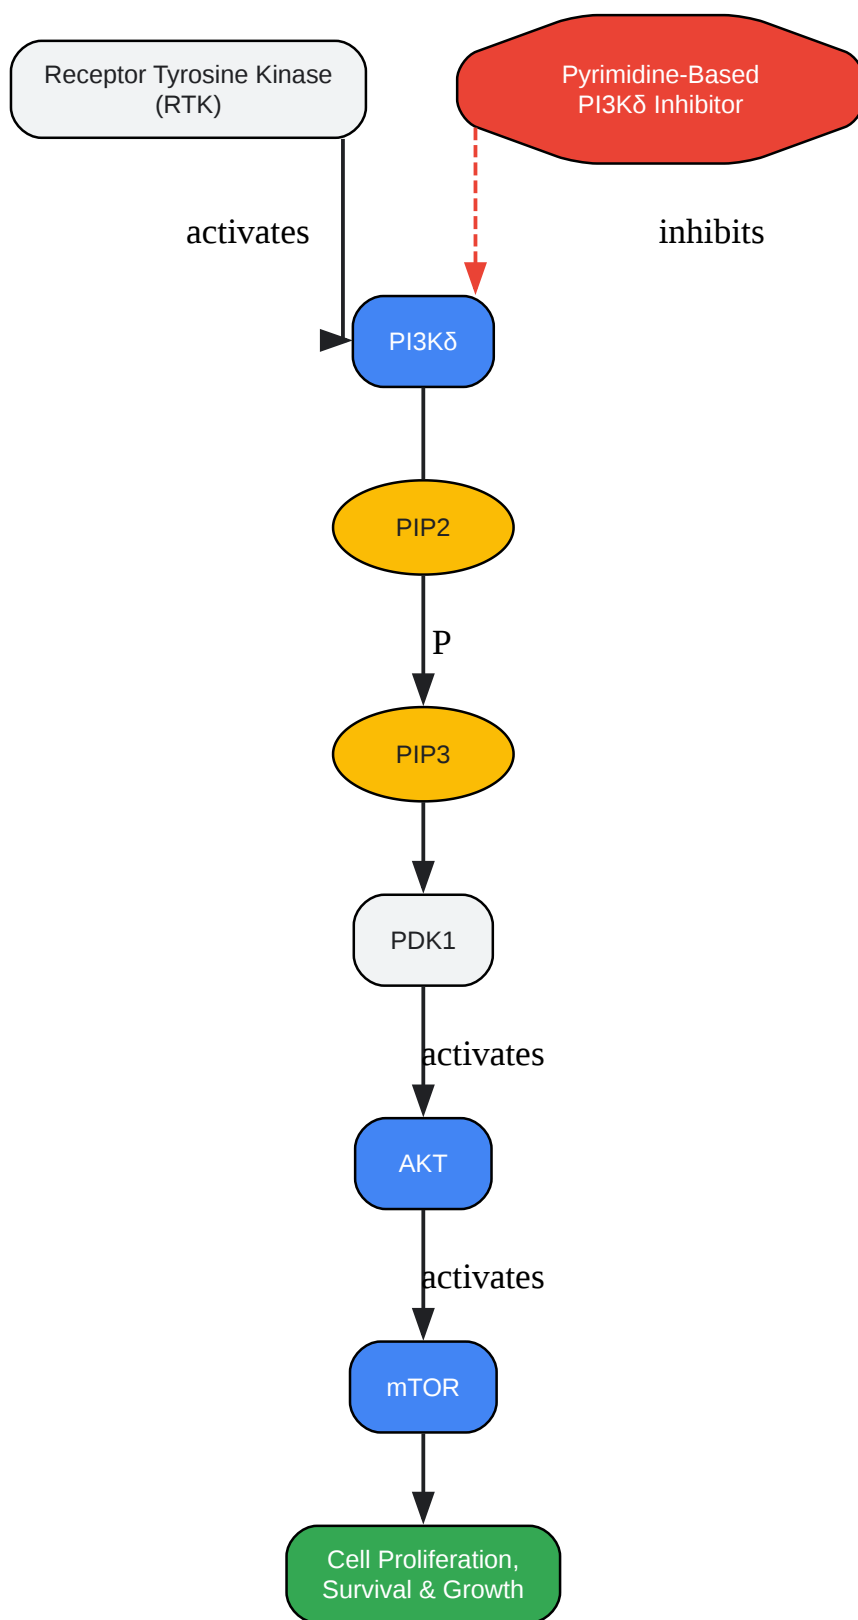 Receptor Tyrosine Kinase
(RTK)
Pyrimidine-Based
PI3Kδ Inhibitor
activates
inhibits
PI3Kδ
PIP2
P
PIP3
PDK1
activates
AKT
activates
mTOR
Cell Proliferation,
Survival & Growth